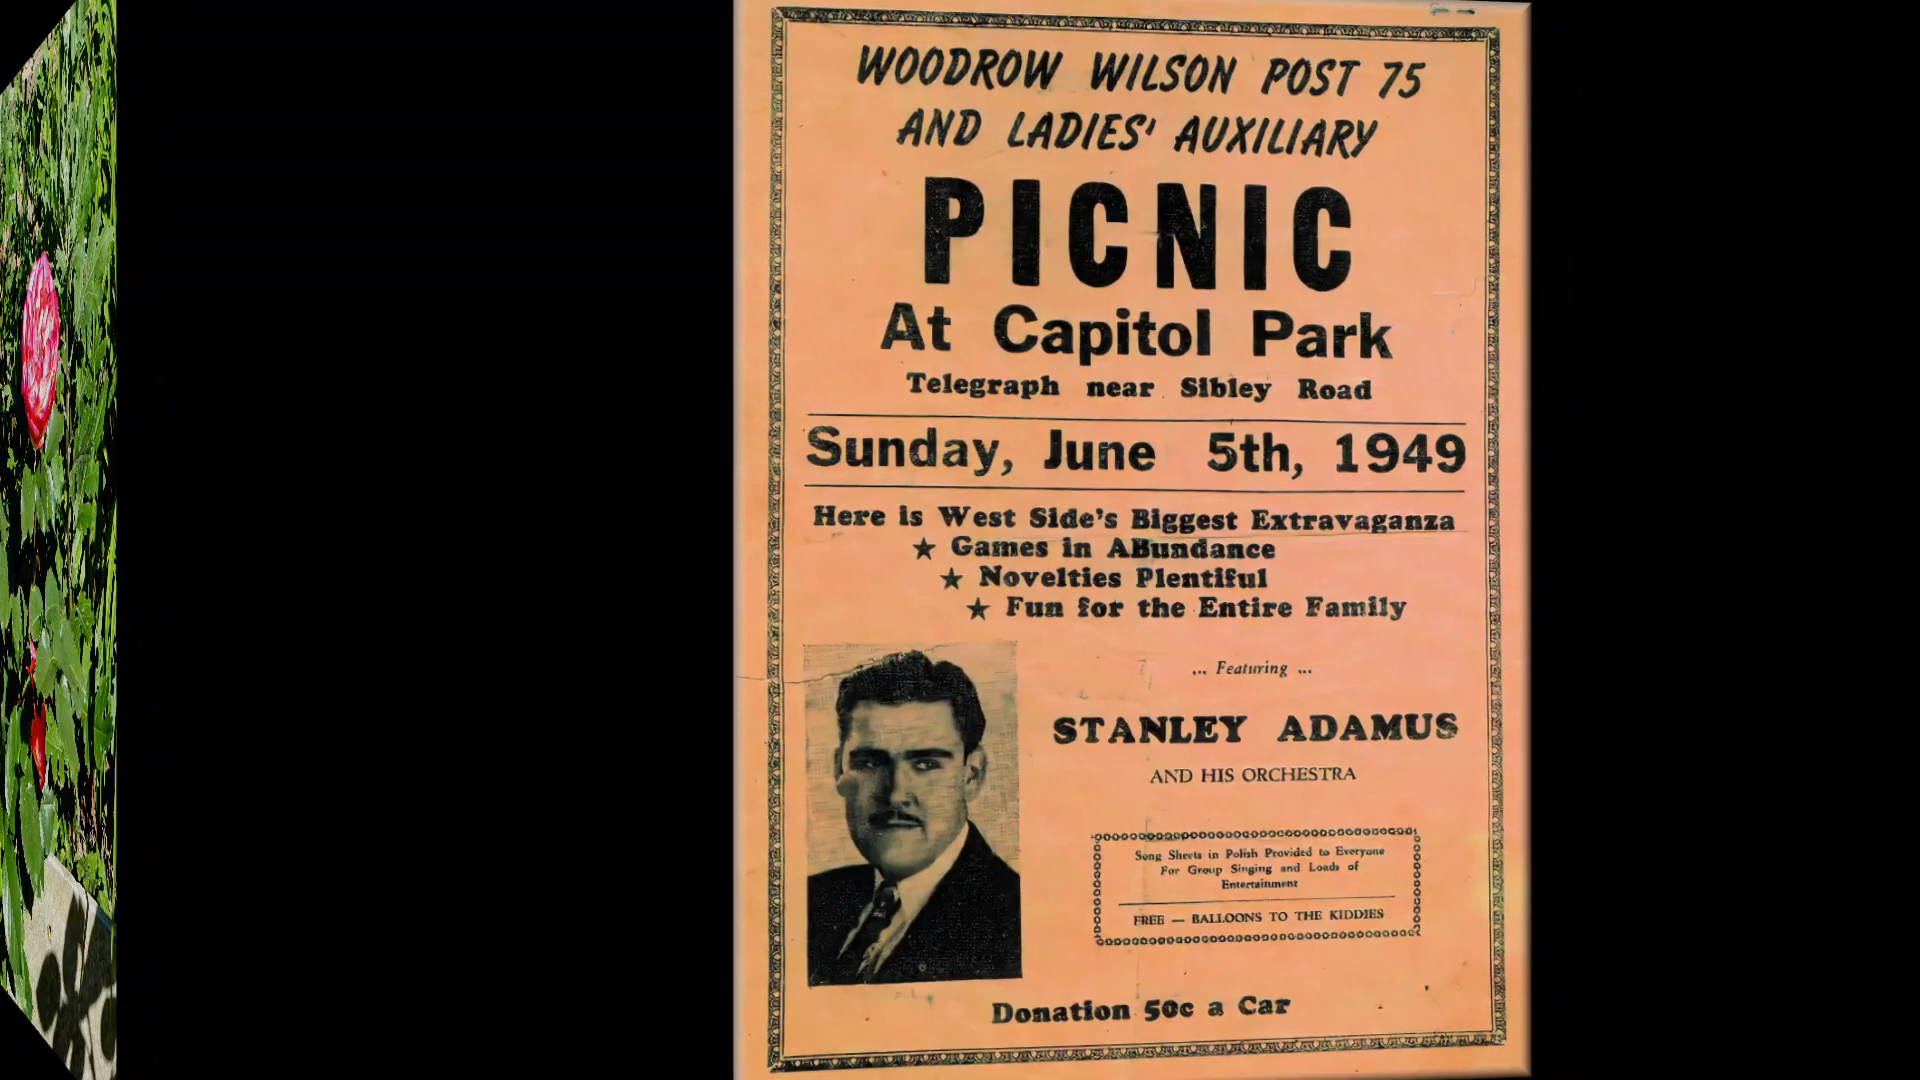 WOODROW WILSON POST 75
AND LADIES' AUXILIARY
PICNIC
At Capitol Park
Telegraph near Sibley Road
Sunday, June 5th, 1949
Here is West Side's Biggest Extravaganza
★ Games in ABundance
★ Novelties Plentiful
★ Fun for the Entire Family
... Featuring ...
STANLEY ADAMUS
AND HIS ORCHESTRA
Song Sheets in Polish Provided to Everyone
For Group Singing and Loads of
Entertainment
FREE — BALLOONS TO THE KIDDIES
Donation 50c a Car